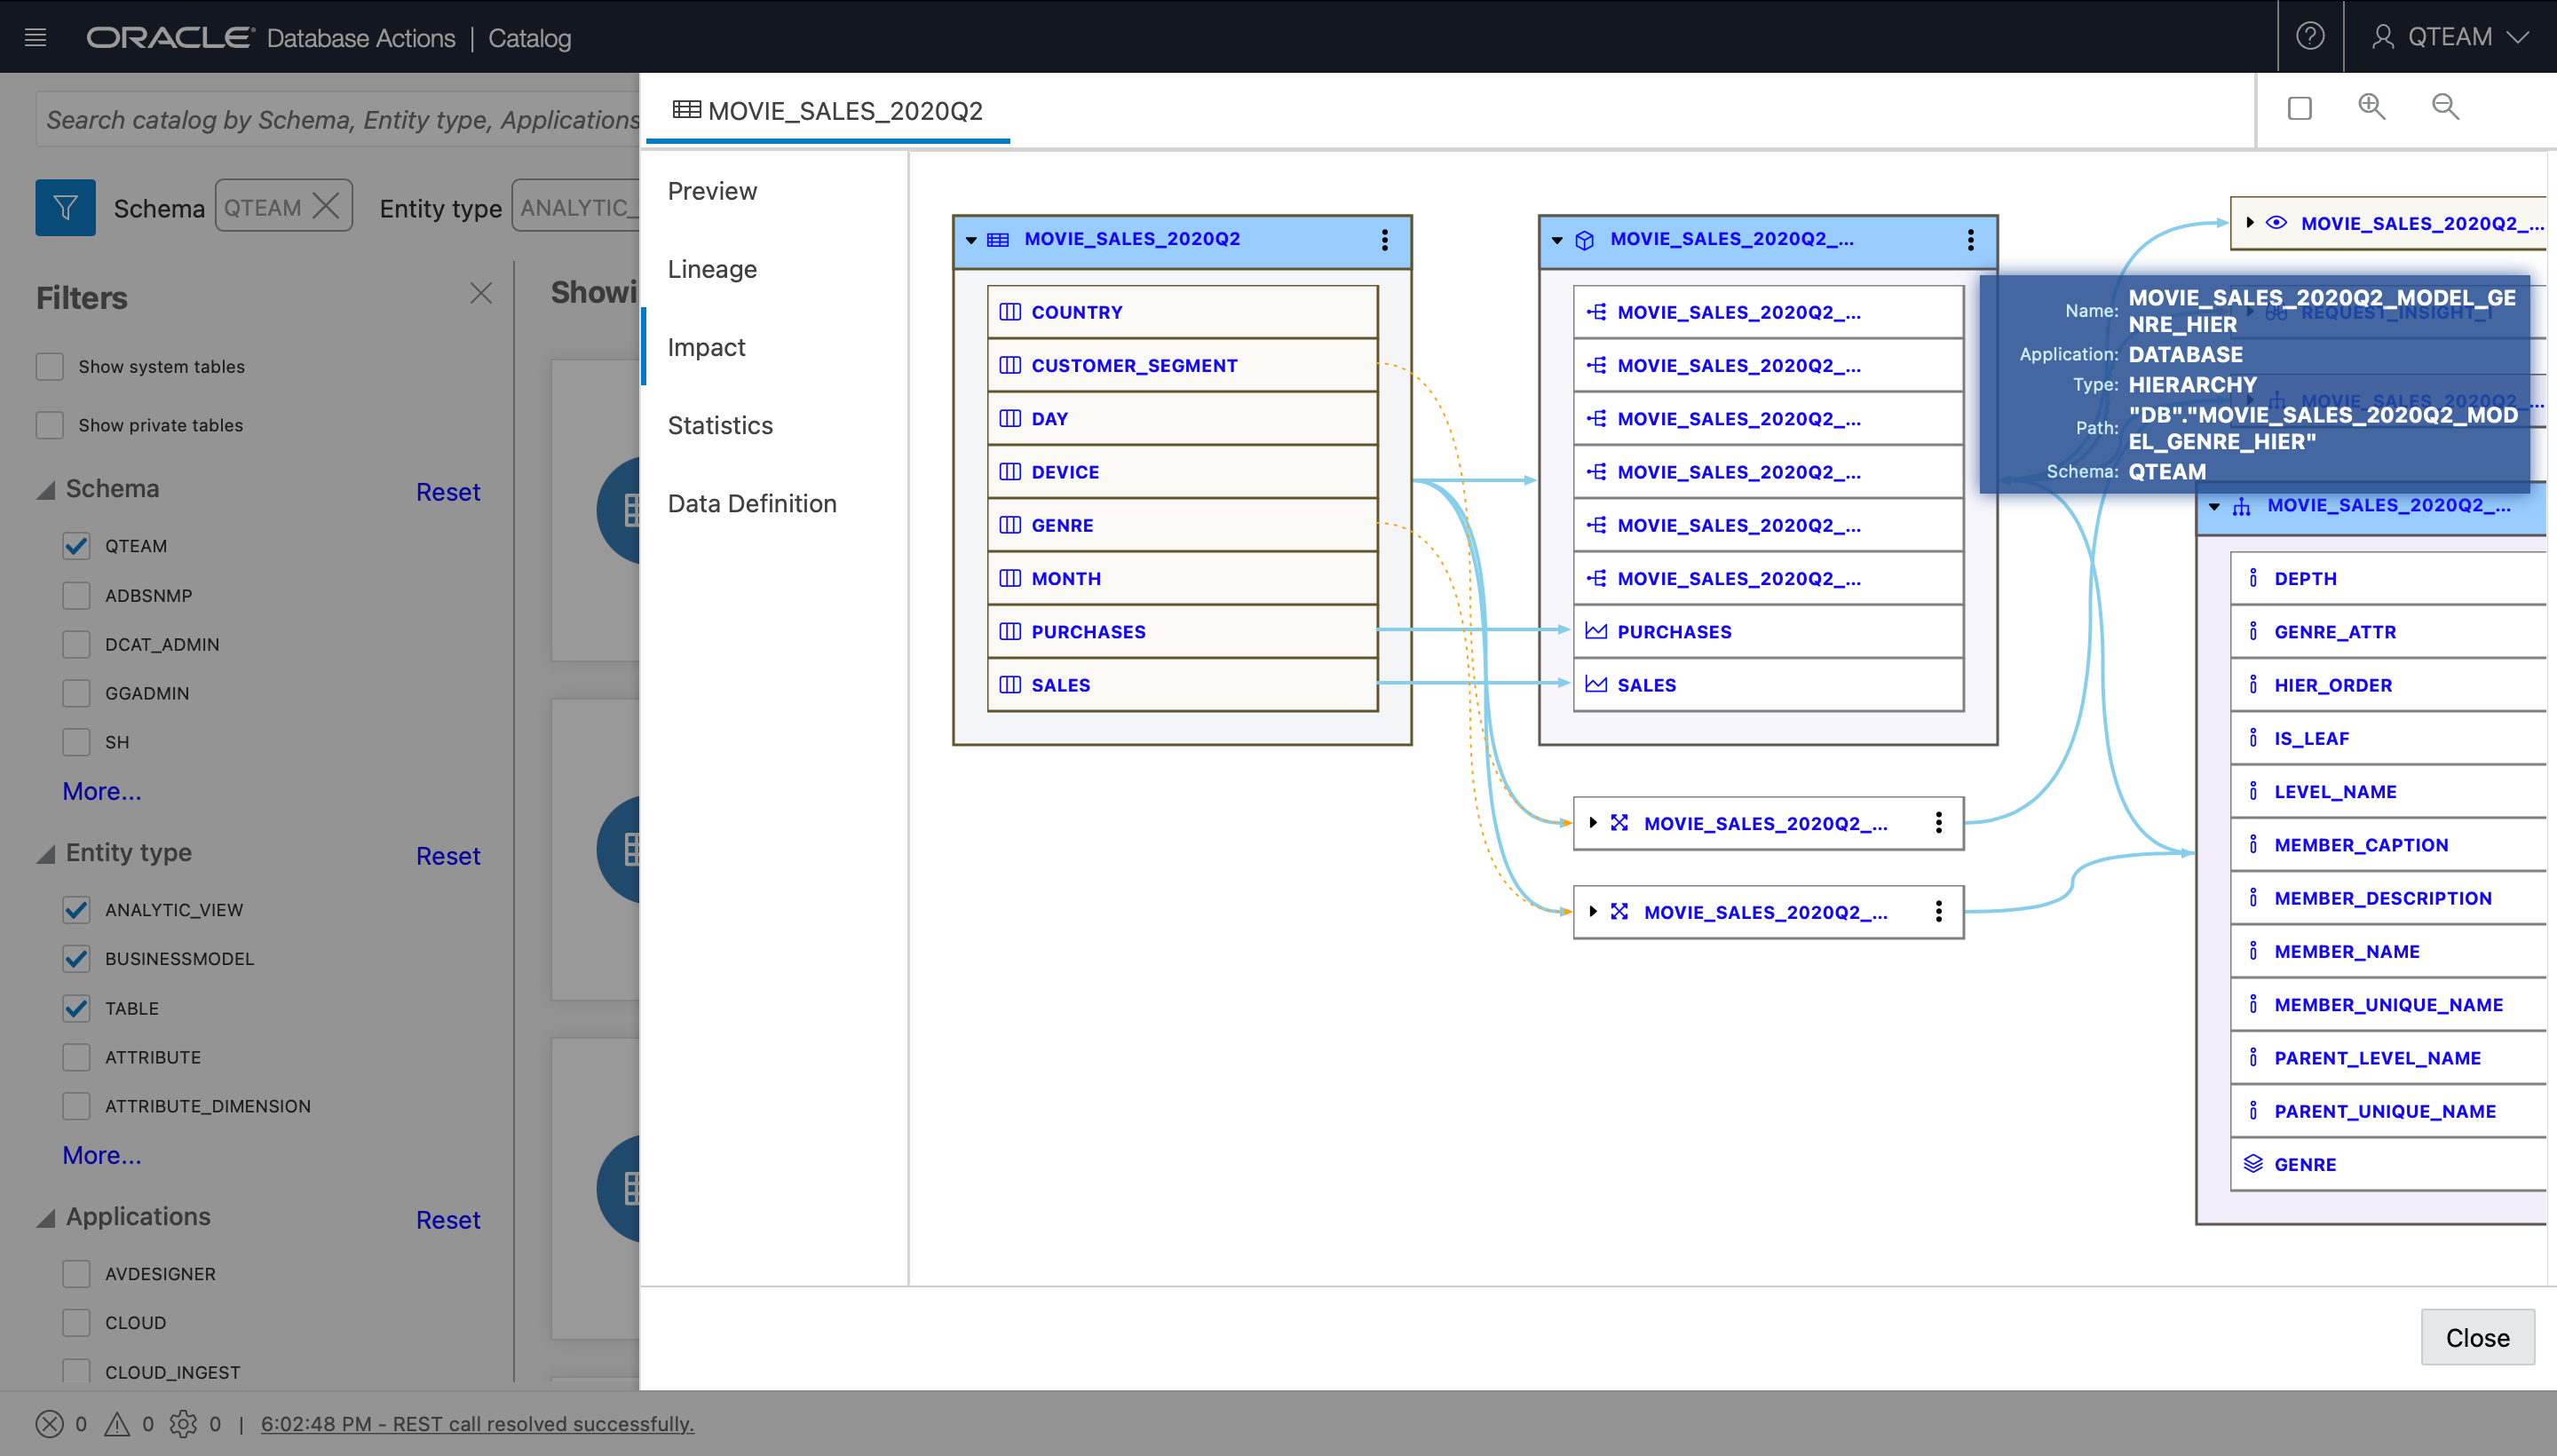 ORACLE Database Actions | Catalog
QTEAM
Search catalog by Schema, Entity type, Applications
Schema QTEAM Entity type ANALYTIC_
Filters
Showi
Show system tables
Show private tables
Schema Reset
QTEAM
ADBSNMP
DCAT_ADMIN
GGADMIN
SH
More...
Entity type Reset
ANALYTIC_VIEW
BUSINESSMODEL
TABLE
ATTRIBUTE
ATTRIBUTE_DIMENSION
More...
Applications Reset
AVDESIGNER
CLOUD
CLOUD_INGEST
MOVIE_SALES_2020Q2
Preview
Lineage
Impact
Statistics
Data Definition
MOVIE_SALES_2020Q2
COUNTRY
CUSTOMER_SEGMENT
DAY
DEVICE
GENRE
MONTH
PURCHASES
SALES
MOVIE_SALES_2020Q2_...
MOVIE_SALES_2020Q2_...
MOVIE_SALES_2020Q2_...
MOVIE_SALES_2020Q2_...
MOVIE_SALES_2020Q2_...
MOVIE_SALES_2020Q2_...
MOVIE_SALES_2020Q2_...
PURCHASES
SALES
MOVIE_SALES_2020Q2_...
MOVIE_SALES_2020Q2_...
MOVIE_SALES_2020Q2_...
Name: MOVIE_SALES_2020Q2_MODEL_GE
NRE_HIER
Application: DATABASE
Type: HIERARCHY
Path: "DB"."MOVIE_SALES_2020Q2_MOD
EL_GENRE_HIER"
Schema: QTEAM
MOVIE_SALES_2020Q2_...
MOVIE_SALES_2020Q2_...
DEPTH
GENRE_ATTR
HIER_ORDER
IS_LEAF
LEVEL_NAME
MEMBER_CAPTION
MEMBER_DESCRIPTION
MEMBER_NAME
MEMBER_UNIQUE_NAME
PARENT_LEVEL_NAME
PARENT_UNIQUE_NAME
GENRE
Close
0 0 0 | 6:02:48 PM - REST call resolved successfully.